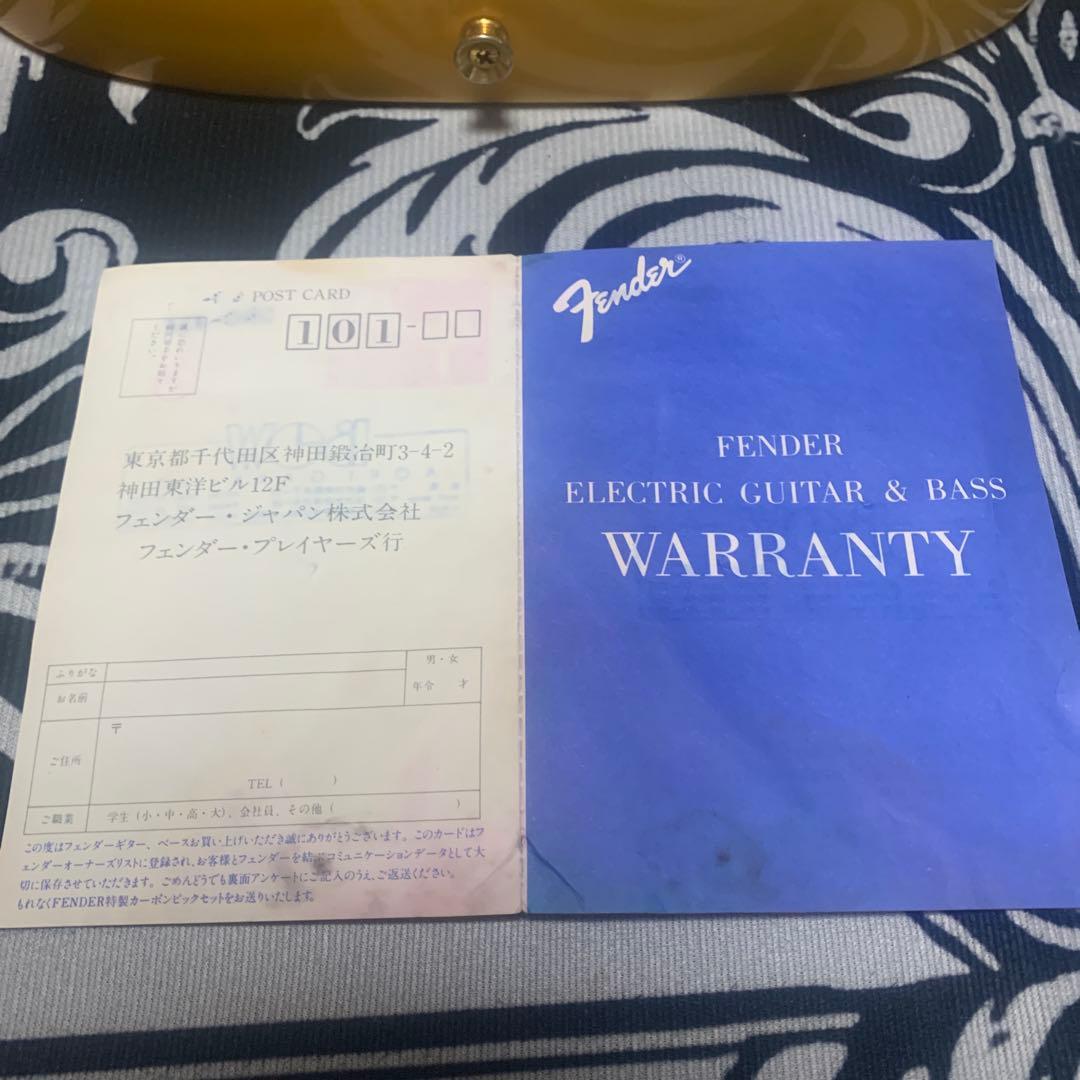 POST CARD
101-□□
東京都千代田区神田鍛冶町3-4-2
神田東洋ビル12F
フェンダー・ジャパン株式会社
フェンダー・プレイヤーズ行
ふりがな
お名前
男・女
年令 才
ご住所
〒
TEL ( )
ご職業
学生(小・中・高・大)、会社員、その他( )
この度はフェンダーギター、ベースお買い上げいただき誠にありがとうございます。このカードはフ
ェンダーオーナーズリストに登録され、お客様とフェンダーを結ぶコミュニケーションデータとして大
切に保存させていただきます。ごめんどうでも裏面アンケートにご記入のうえ、ご返送ください。
もれなくFENDER特製カーボンピックセットをお送りいたします。
Fender®
FENDER
ELECTRIC GUITAR & BASS
WARRANTY